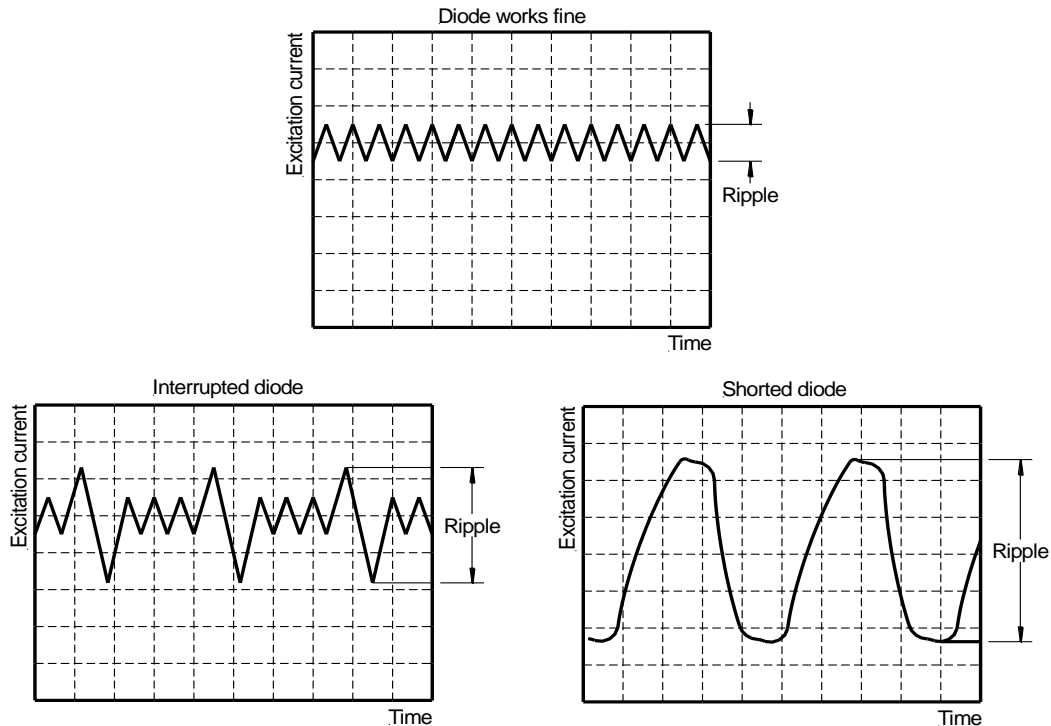 Diode works fine
Excitation current
Ripple
Time
Interrupted diode
Excitation current
Ripple
Time
Shorted diode
Excitation current
Ripple
Time